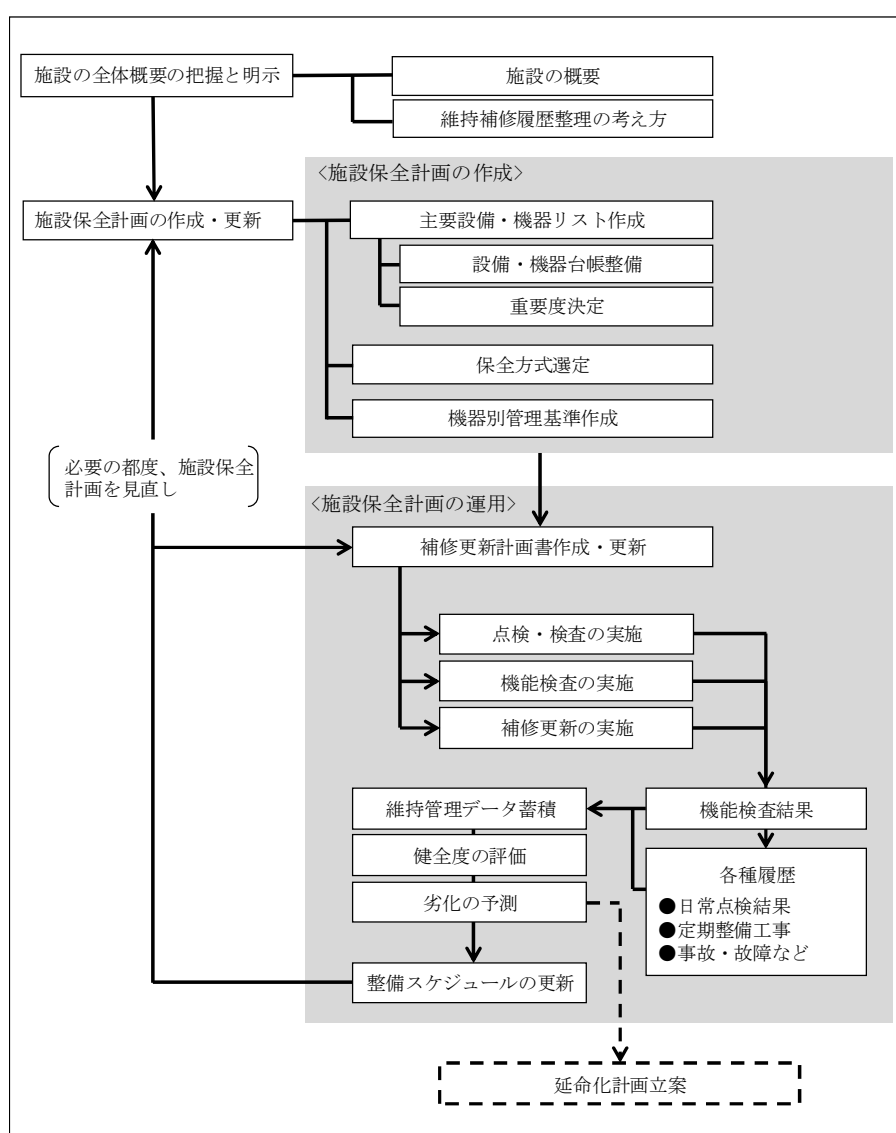 施設の全体概要の把握と明示
施設の概要
維持補修履歴整理の考え方
<施設保全計画の作成>
施設保全計画の作成・更新
主要設備・機器リスト作成
設備・機器台帳整備
重要度決定
保全方式選定
機器別管理基準作成
必要の都度、施設保全
計画を見直し
<施設保全計画の運用>
補修更新計画書作成・更新
点検・検査の実施
機能検査の実施
補修更新の実施
維持管理データ蓄積
機能検査結果
健全度の評価
各種履歴
劣化の予測
●日常点検結果
●定期整備工事
●事故・故障など
整備スケジュールの更新
延命化計画立案